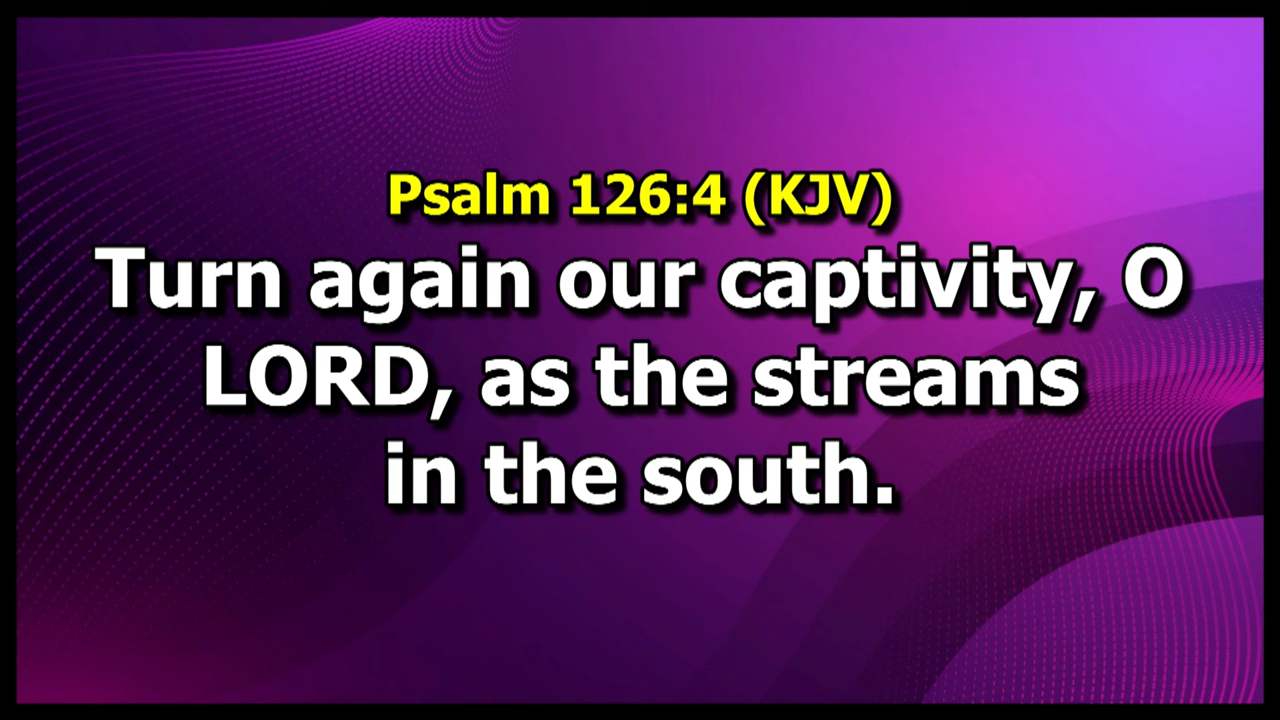 Psalm 126:4 (KJV)
Turn again our captivity, O
LORD, as the streams
in the south.